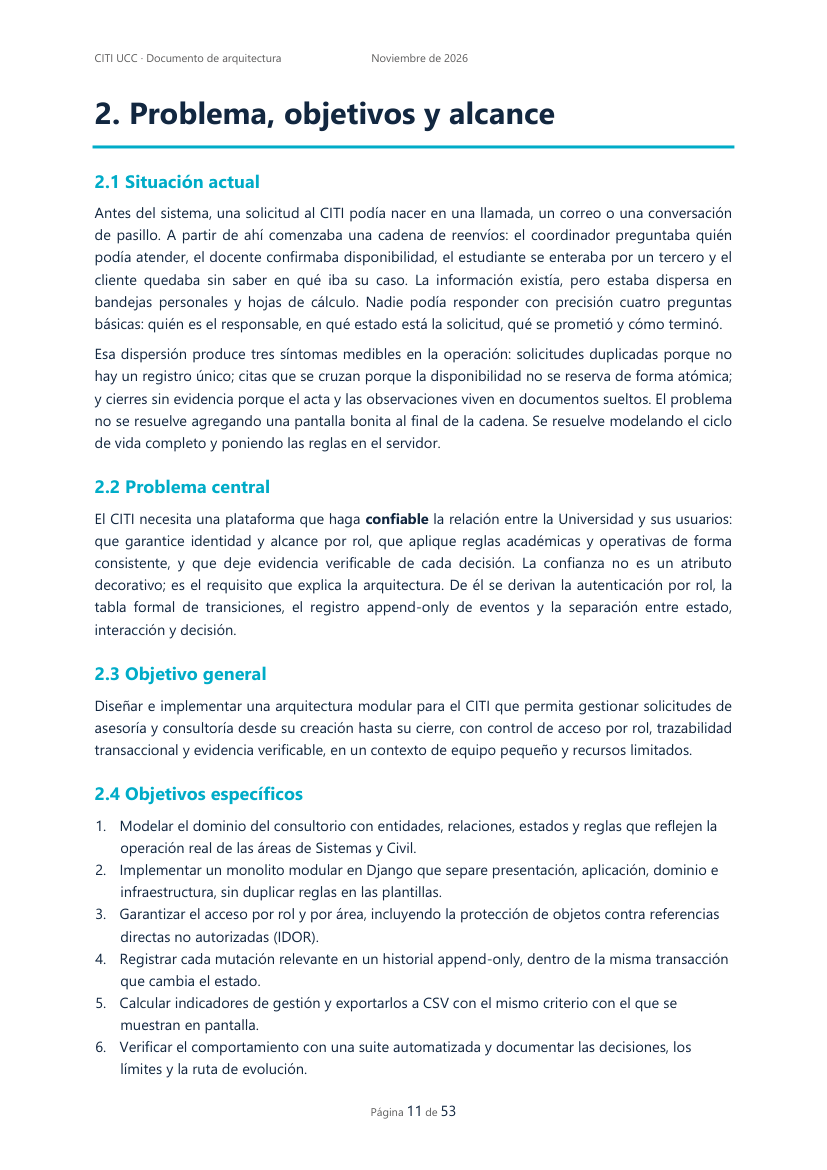 CITI UCC · Documento de arquitectura Noviembre de 2026
2. Problema, objetivos y alcance
2.1 Situación actual
Antes del sistema, una solicitud al CITI podía nacer en una llamada, un correo o una conversación
de pasillo. A partir de ahí comenzaba una cadena de reenvíos: el coordinador preguntaba quién
podía atender, el docente confirmaba disponibilidad, el estudiante se enteraba por un tercero y el
cliente quedaba sin saber en qué iba su caso. La información existía, pero estaba dispersa en
bandejas personales y hojas de cálculo. Nadie podía responder con precisión cuatro preguntas
básicas: quién es el responsable, en qué estado está la solicitud, qué se prometió y cómo terminó.
Esa dispersión produce tres síntomas medibles en la operación: solicitudes duplicadas porque no
hay un registro único; citas que se cruzan porque la disponibilidad no se reserva de forma atómica;
y cierres sin evidencia porque el acta y las observaciones viven en documentos sueltos. El problema
no se resuelve agregando una pantalla bonita al final de la cadena. Se resuelve modelando el ciclo
de vida completo y poniendo las reglas en el servidor.
2.2 Problema central
El CITI necesita una plataforma que haga confiable la relación entre la Universidad y sus usuarios:
que garantice identidad y alcance por rol, que aplique reglas académicas y operativas de forma
consistente, y que deje evidencia verificable de cada decisión. La confianza no es un atributo
decorativo; es el requisito que explica la arquitectura. De él se derivan la autenticación por rol, la
tabla formal de transiciones, el registro append-only de eventos y la separación entre estado,
interacción y decisión.
2.3 Objetivo general
Diseñar e implementar una arquitectura modular para el CITI que permita gestionar solicitudes de
asesoría y consultoría desde su creación hasta su cierre, con control de acceso por rol, trazabilidad
transaccional y evidencia verificable, en un contexto de equipo pequeño y recursos limitados.
2.4 Objetivos específicos
1. Modelar el dominio del consultorio con entidades, relaciones, estados y reglas que reflejen la
operación real de las áreas de Sistemas y Civil.
2. Implementar un monolito modular en Django que separe presentación, aplicación, dominio e
infraestructura, sin duplicar reglas en las plantillas.
3. Garantizar el acceso por rol y por área, incluyendo la protección de objetos contra referencias
directas no autorizadas (IDOR).
4. Registrar cada mutación relevante en un historial append-only, dentro de la misma transacción
que cambia el estado.
5. Calcular indicadores de gestión y exportarlos a CSV con el mismo criterio con el que se
muestran en pantalla.
6. Verificar el comportamiento con una suite automatizada y documentar las decisiones, los
límites y la ruta de evolución.
Página 11 de 53